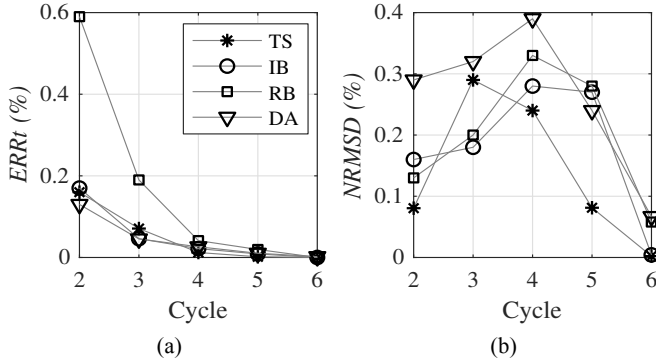 0.6
0.4
0.2
0
ERRt (%)
TS
IB
RB
DA
2 3 4 5 6
Cycle
(a)
0.4
0.3
0.2
0.1
0
NRMSD (%)
2 3 4 5 6
Cycle
(b)